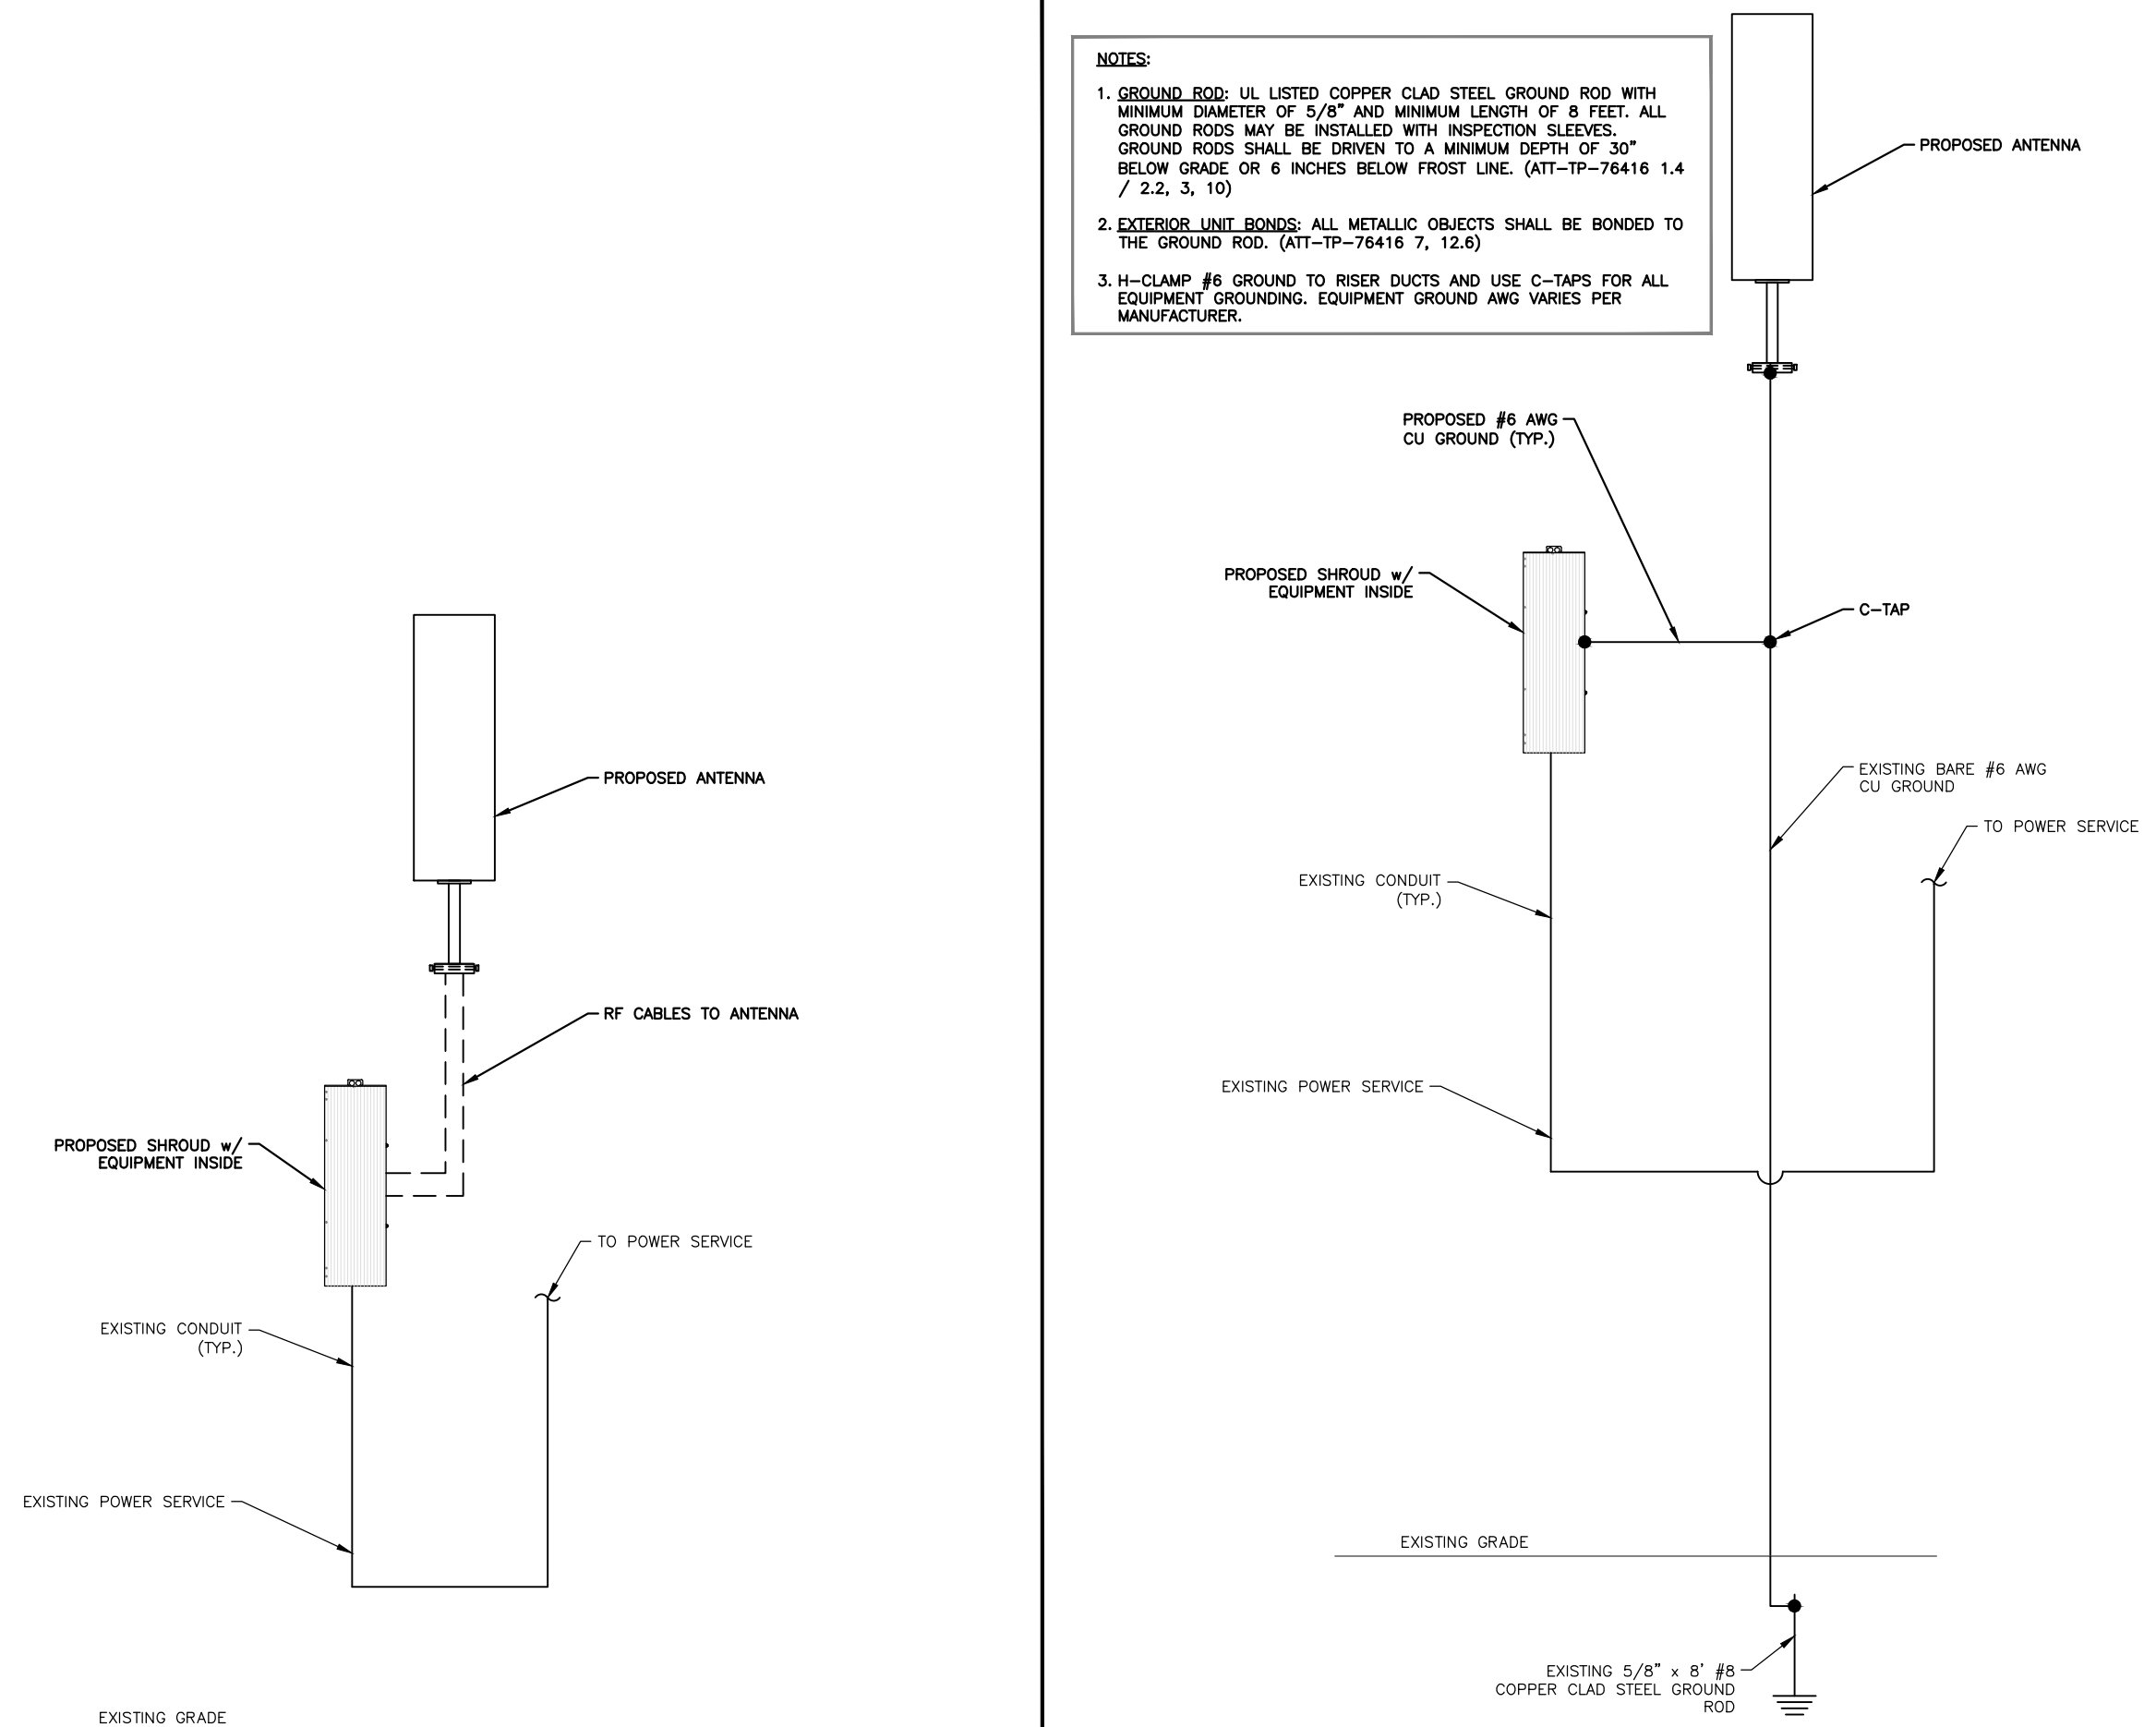 PROPOSED ANTENNA
RF CABLES TO ANTENNA
PROPOSED SHROUD w/
EQUIPMENT INSIDE
TO POWER SERVICE
EXISTING CONDUIT
(TYP.)
EXISTING POWER SERVICE
EXISTING GRADE
NOTES:
1. GROUND ROD: UL LISTED COPPER CLAD STEEL GROUND ROD WITH
MINIMUM DIAMETER OF 5/8" AND MINIMUM LENGTH OF 8 FEET. ALL
GROUND RODS MAY BE INSTALLED WITH INSPECTION SLEEVES.
GROUND RODS SHALL BE DRIVEN TO A MINIMUM DEPTH OF 30"
BELOW GRADE OR 6 INCHES BELOW FROST LINE. (ATT-TP-76416 1.4
/ 2.2, 3, 10)
2. EXTERIOR UNIT BONDS: ALL METALLIC OBJECTS SHALL BE BONDED TO
THE GROUND ROD. (ATT-TP-76416 7, 12.6)
3. H-CLAMP #6 GROUND TO RISER DUCTS AND USE C-TAPS FOR ALL
EQUIPMENT GROUNDING. EQUIPMENT GROUND AWG VARIES PER
MANUFACTURER.
PROPOSED ANTENNA
PROPOSED #6 AWG
CU GROUND (TYP.)
PROPOSED SHROUD w/
EQUIPMENT INSIDE
C-TAP
EXISTING BARE #6 AWG
CU GROUND
TO POWER SERVICE
EXISTING CONDUIT
(TYP.)
EXISTING POWER SERVICE
EXISTING GRADE
EXISTING 5/8" x 8' #8
COPPER CLAD STEEL GROUND
ROD